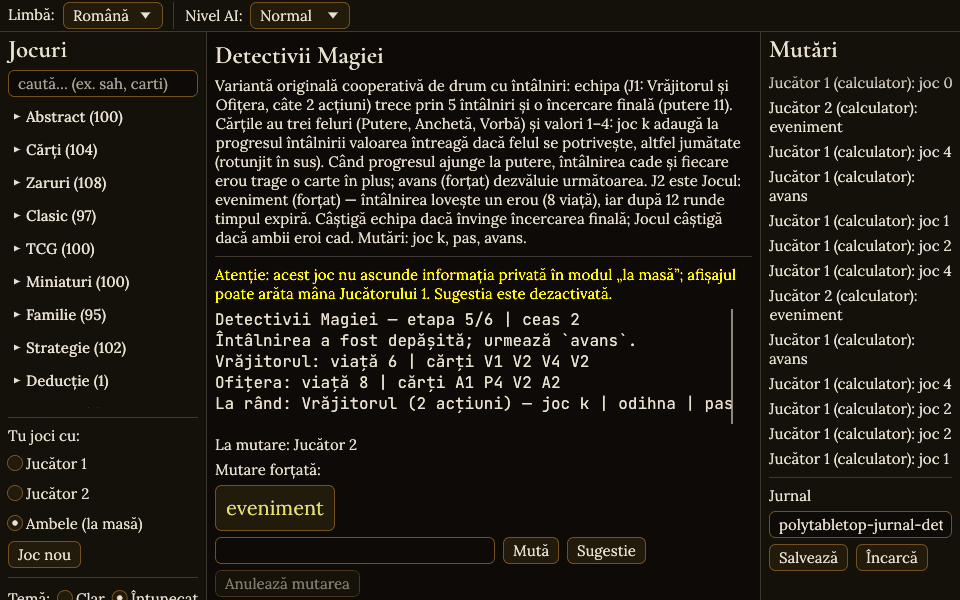 Limbă: Română ▼ Nivel AI: Normal ▼
Jocuri
caută... (ex. sah, carti)
▸ Abstract (100)
▸ Cărți (104)
▸ Zaruri (108)
▸ Clasic (97)
▸ TCG (100)
▸ Miniaturi (100)
▸ Familie (95)
▸ Strategie (102)
▸ Deducție (1)
Tu joci cu:
Jucător 1
Jucător 2
Ambele (la masă)
Joc nou
Temă: Clar Întunecat
Detectivii Magiei
Variantă originală cooperativă de drum cu întâlniri: echipa (J1: Vrăjitorul și
Ofițera, câte 2 acțiuni) trece prin 5 întâlniri și o încercare finală (putere 11).
Cărțile au trei feluri (Putere, Anchetă, Vorbă) și valori 1–4: joc k adaugă la
progresul întâlnirii valoarea întreagă dacă felul se potrivește, altfel jumătate
(rotunjit în sus). Când progresul ajunge la putere, întâlnirea cade și fiecare
erou trage o carte în plus; avans (forțat) dezvăluie următoarea. J2 este Jocul:
eveniment (forțat) — întâlnirea lovește un erou (8 viață), iar după 12 runde
timpul expiră. Câștigă echipa dacă învinge încercarea finală; Jocul câștigă
dacă ambii eroi cad. Mutări: joc k, pas, avans.
Atenție: acest joc nu ascunde informația privată în modul „la masă”; afișajul
poate arăta mâna Jucătorului 1. Sugestia este dezactivată.
Detectivii Magiei — etapa 5/6 | ceas 2
Întâlnirea a fost depășită; urmează `avans`.
Vrăjitorul: viață 6 | cărți V1 V2 V4 V2
Ofițera: viață 8 | cărți A1 P4 V2 A2
La rând: Vrăjitorul (2 acțiuni) — joc k | odihna | pas
La mutare: Jucător 2
Mutare forțată:
eveniment
Mută Sugestie
Anulează mutarea
Mutări
Jucător 1 (calculator): joc 0
Jucător 2 (calculator):
eveniment
Jucător 1 (calculator): joc 4
Jucător 1 (calculator):
avans
Jucător 1 (calculator): joc 1
Jucător 1 (calculator): joc 2
Jucător 1 (calculator): joc 4
Jucător 2 (calculator):
eveniment
Jucător 1 (calculator):
avans
Jucător 1 (calculator): joc 4
Jucător 1 (calculator): joc 2
Jucător 1 (calculator): joc 2
Jucător 1 (calculator): joc 1
Jurnal
polytabletop-jurnal-det
Salvează Încarcă